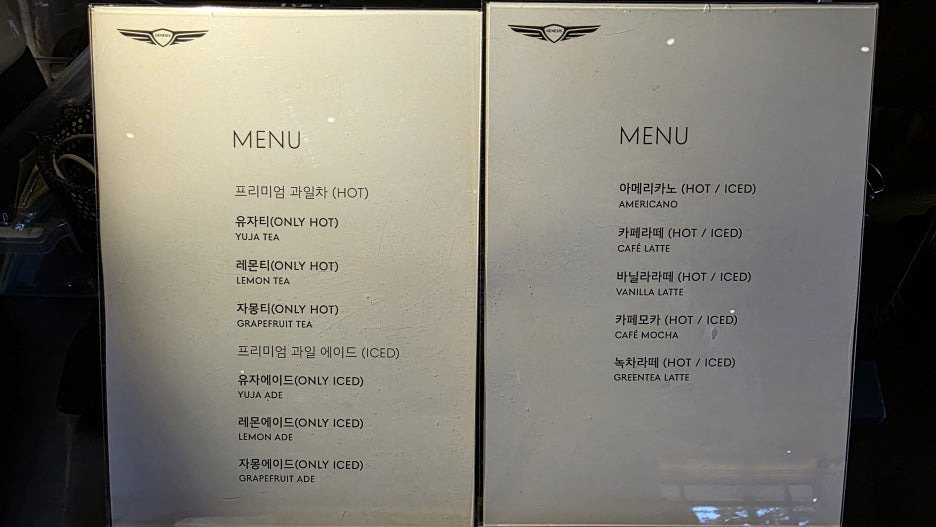 GENESIS
MENU
프리미엄 과일차 (HOT)
유자티(ONLY HOT)
YUJA TEA
레몬티(ONLY HOT)
LEMON TEA
자몽티(ONLY HOT)
GRAPEFRUIT TEA
프리미엄 과일 에이드 (ICED)
유자에이드(ONLY ICED)
YUJA ADE
레몬에이드(ONLY ICED)
LEMON ADE
자몽에이드(ONLY ICED)
GRAPEFRUIT ADE
GENESIS
MENU
아메리카노 (HOT / ICED)
AMERICANO
카페라떼 (HOT / ICED)
CAFÉ LATTE
바닐라라떼 (HOT / ICED)
VANILLA LATTE
카페모카 (HOT / ICED)
CAFÉ MOCHA
녹차라떼 (HOT / ICED)
GREENTEA LATTE